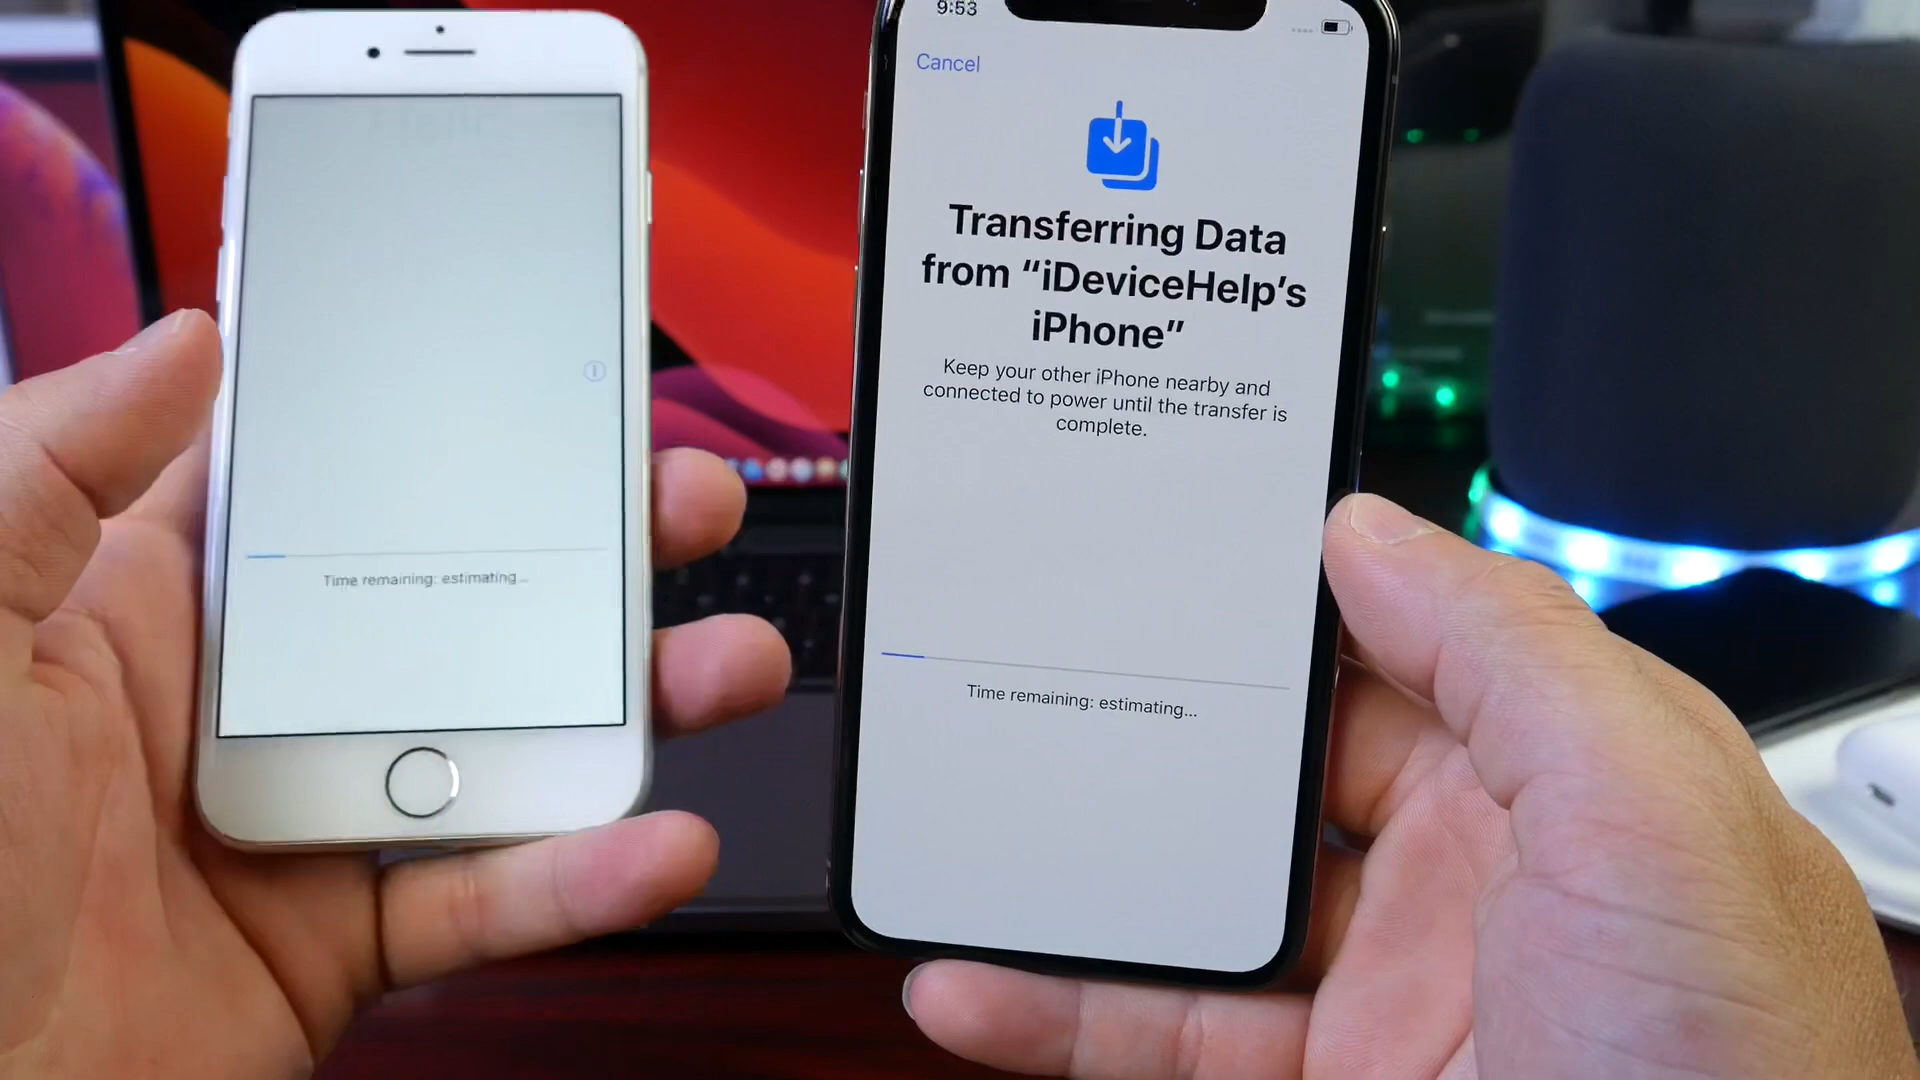 Time remaining: estimating...
9:53
Cancel
Transferring Data
from “iDeviceHelp’s
iPhone”
Keep your other iPhone nearby and
connected to power until the transfer is
complete.
Time remaining: estimating...